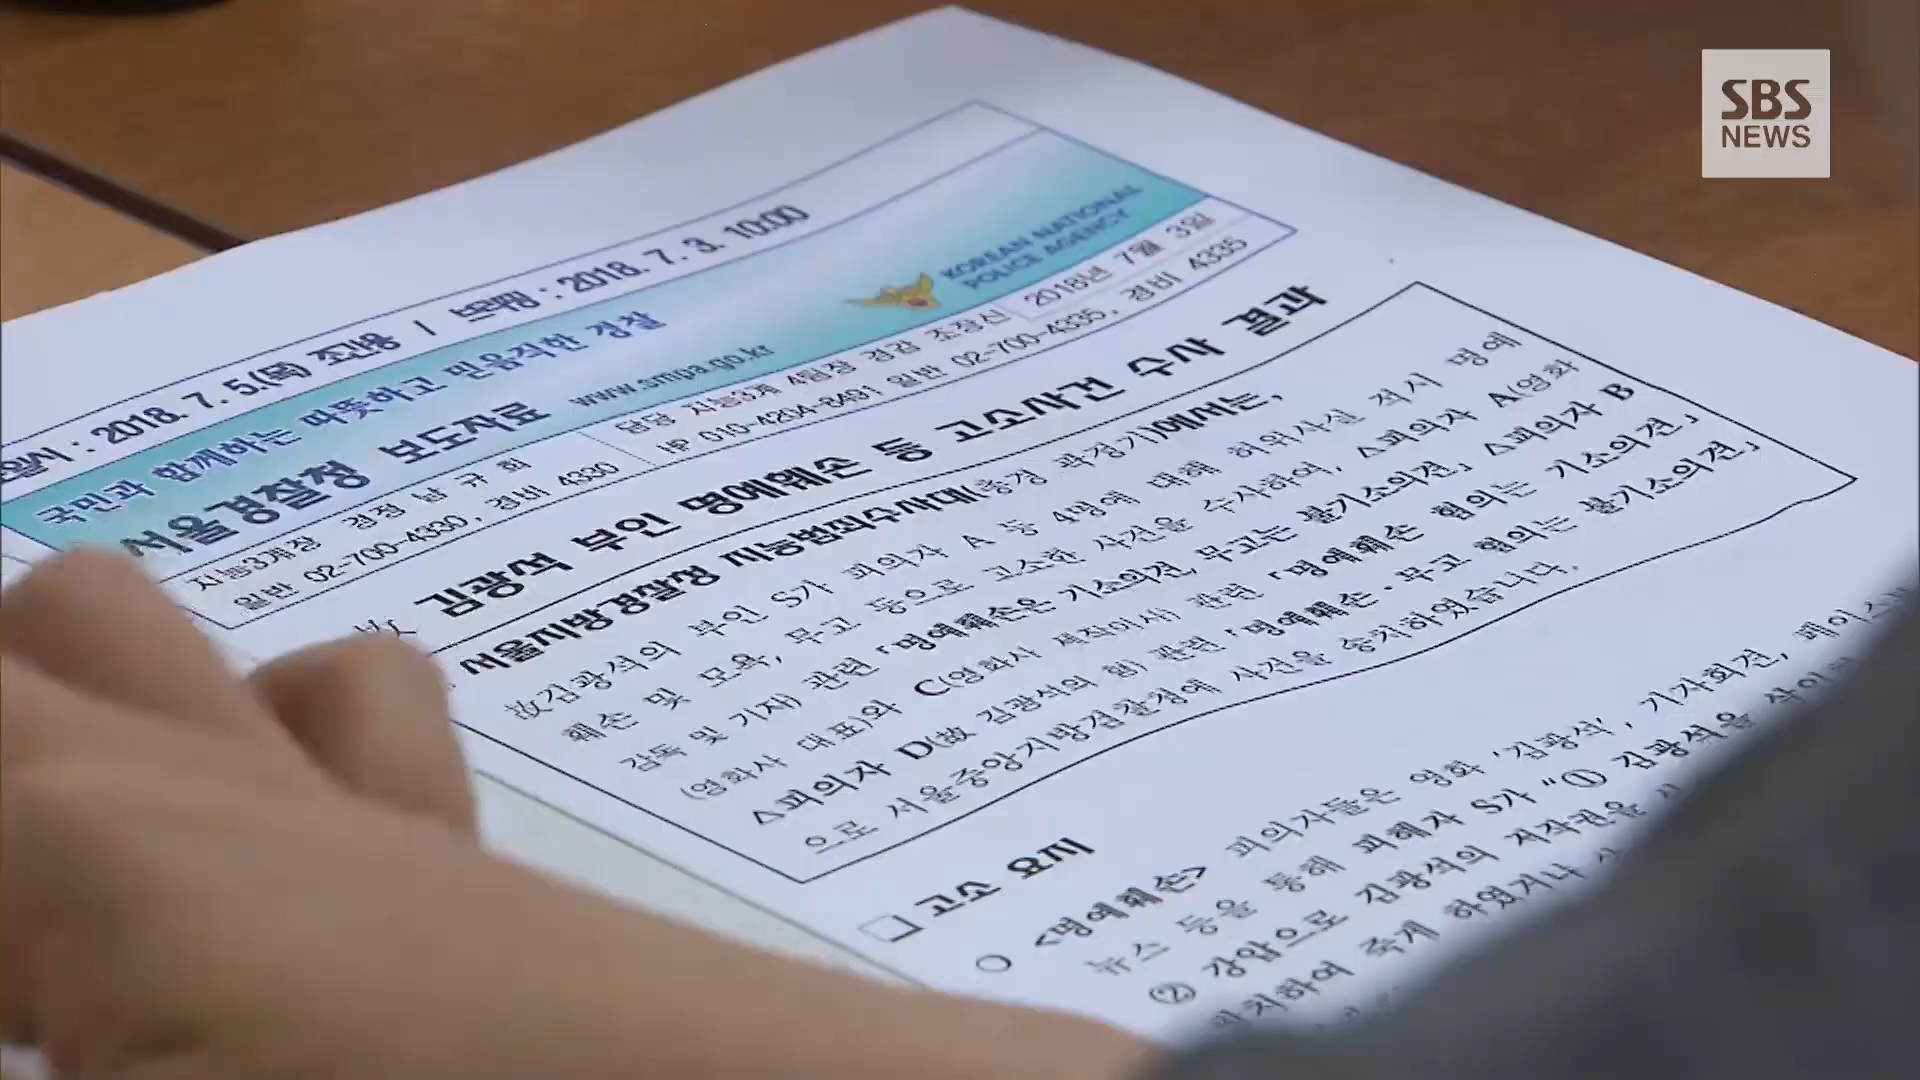 SBS
NEWS
일시 : 2018. 7. 5.(목) 조간용 / 브리핑 : 2018. 7. 3. 10:00
국민과 함께하는 따뜻하고 믿음직한 경찰
KOREAN NATIONAL
POLICE AGENCY
서울경찰청 보도자료
www.smpa.go.kr
2018년 7월 3일
지능3계장 경정 남 규 희
담당 지능3계 4팀장 경감 조장신
일반 02-700-4330, 경비 4330
HP 010-4204-8491 일반 02-700-4335, 경비 4335
故 김광석 부인 명예훼손 등 고소사건 수사 결과
서울지방경찰청 지능범죄수사대(총경 곽정기)에서는,
故김광석의 부인 S가 피의자 A 등 4명에 대해 허위사실 적시 명예
훼손 및 모욕, 무고 등으로 고소한 사건을 수사하여, △피의자 A(영화
감독 및 기자) 관련 「명예훼손은 기소의견, 무고는 불기소의견」 △피의자 B
(영화사 대표)와 C(영화사 제작이사) 관련 「명예훼손 혐의는 기소의견」
△피의자 D(故 김광석의 형) 관련 「명예훼손·무고 혐의는 불기소의견」
으로 서울중앙지방검찰청에 사건을 송치하였습니다.
□ 고소 요지
○ <명예훼손> 피의자들은 영화 '김광석', 기자회견,
뉴스 등을 통해 피해자 S가 "① 김광석을
② 강압으로 김광석의 저작권을
방치하여 죽게 하였거나